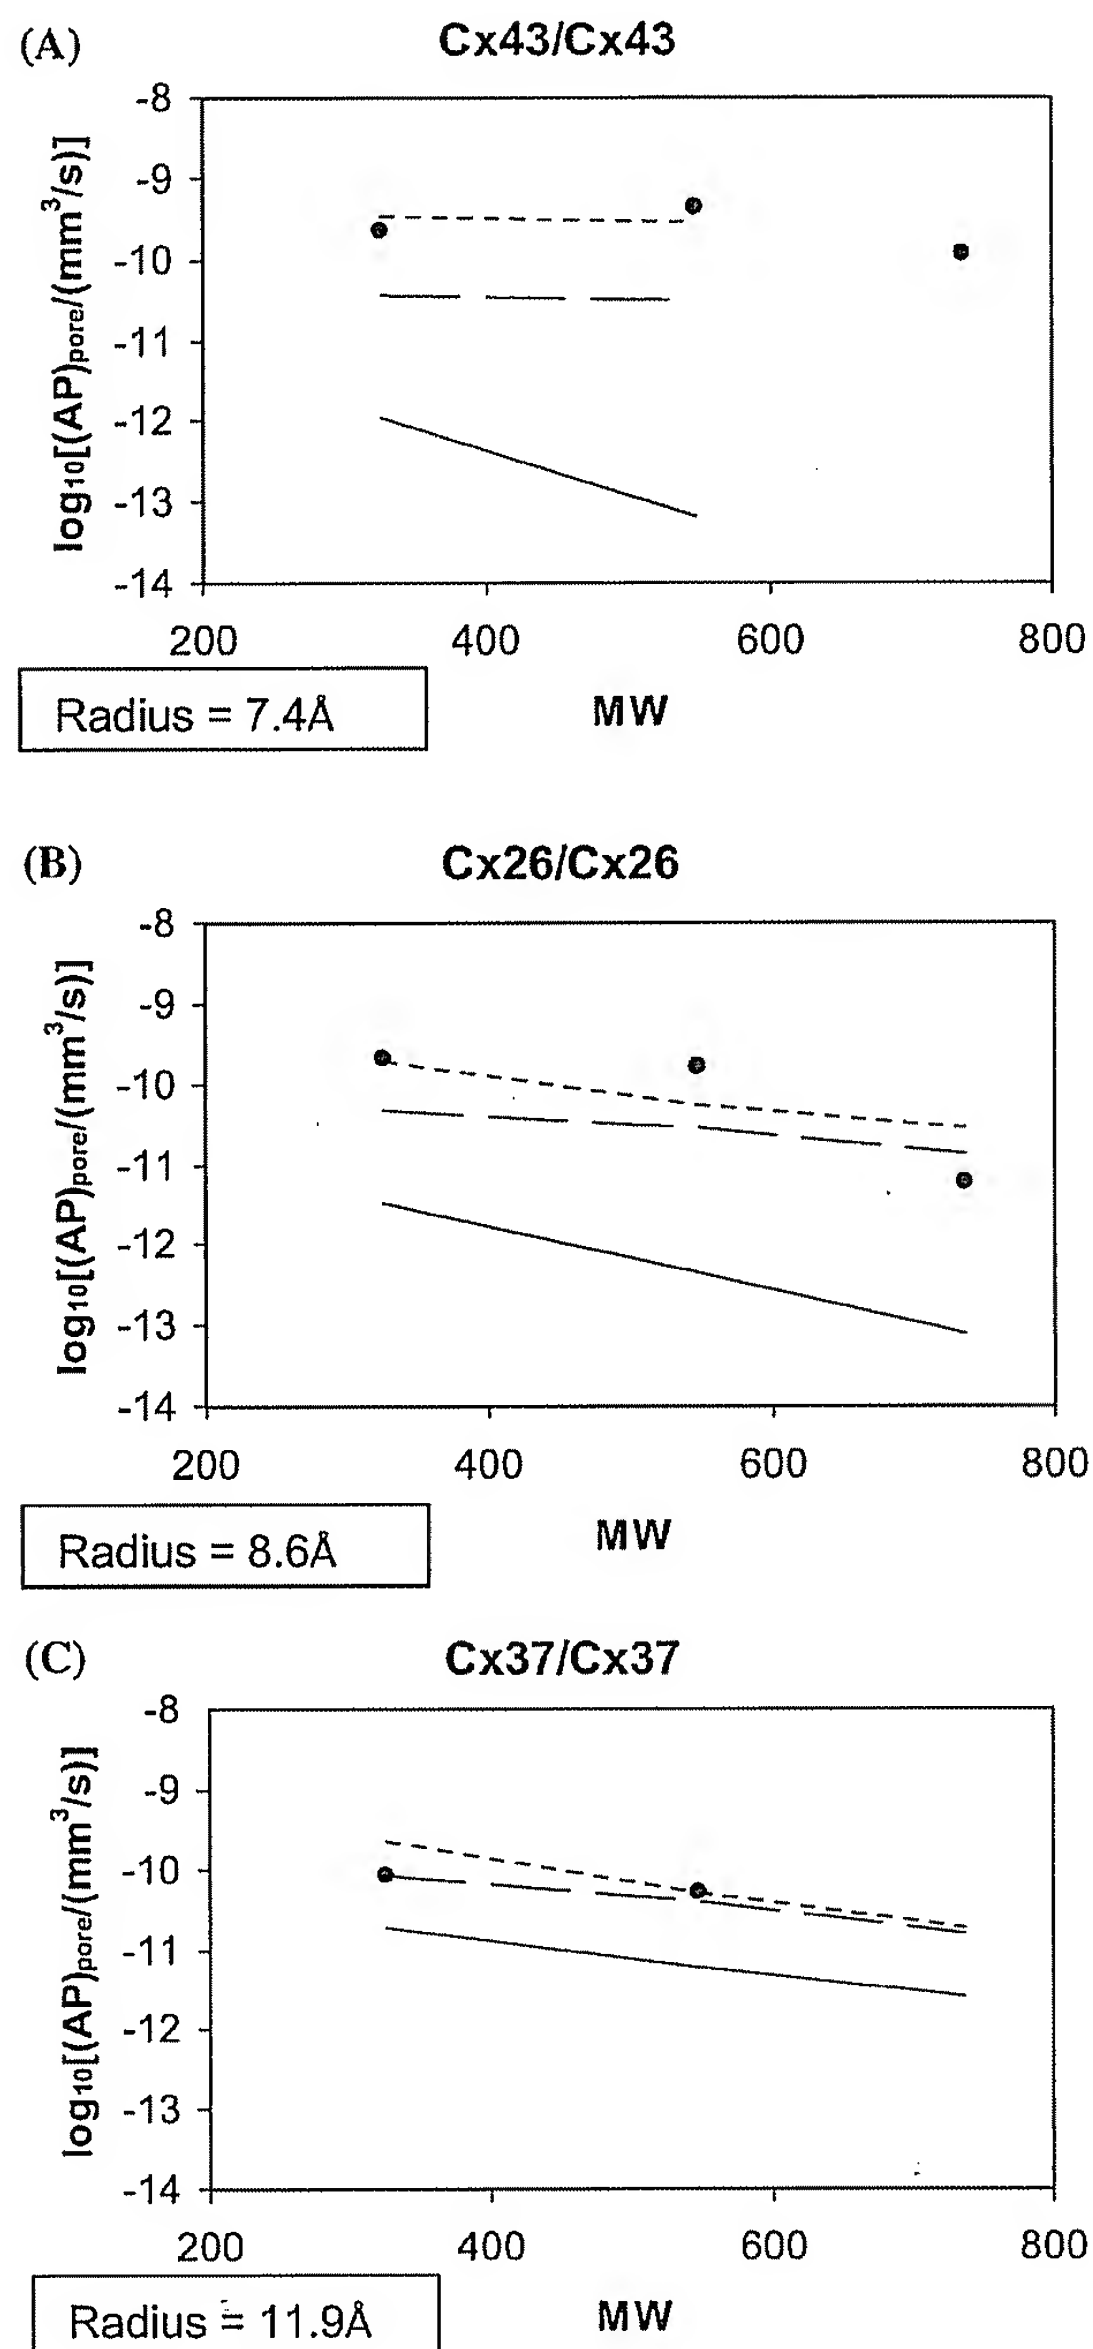 (A)
Cx43/Cx43
log10[(AP)pore/(mm³/s)]
-8
-9
-10
-11
-12
-13
-14
200 400 600 800
MW
Radius = 7.4Å
(B)
Cx26/Cx26
log10[(AP)pore/(mm³/s)]
-8
-9
-10
-11
-12
-13
-14
200 400 600 800
MW
Radius = 8.6Å
(C)
Cx37/Cx37
log10[(AP)pore/(mm³/s)]
-8
-9
-10
-11
-12
-13
-14
200 400 600 800
MW
Radius = 11.9Å